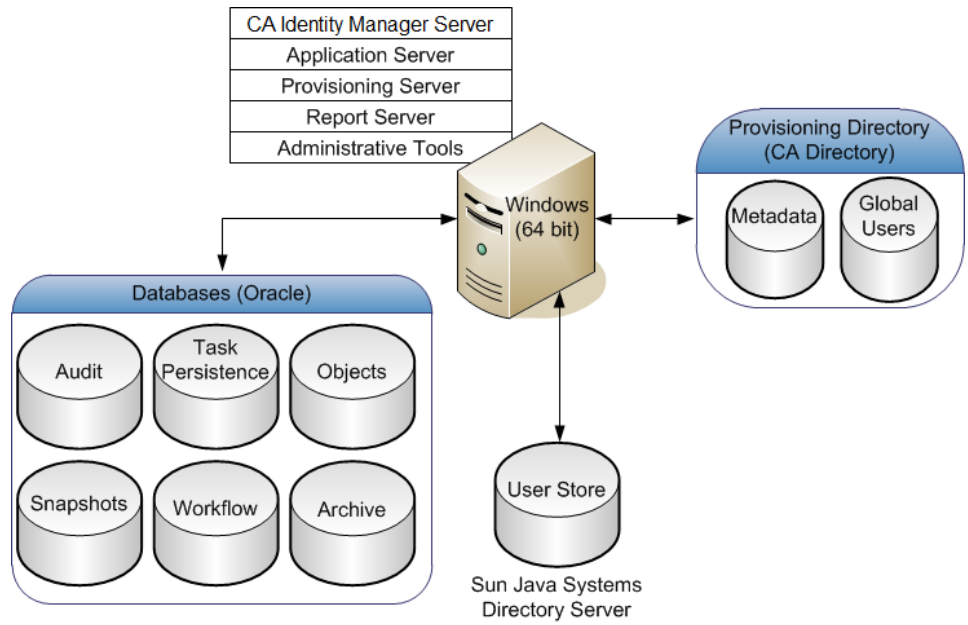 CA Identity Manager Server
Application Server
Provisioning Server
Report Server
Administrative Tools
Windows
(64 bit)
Provisioning Directory
(CA Directory)
Metadata
Global
Users
Databases (Oracle)
Audit
Task
Persistence
Objects
Snapshots
Workflow
Archive
User Store
Sun Java Systems
Directory Server